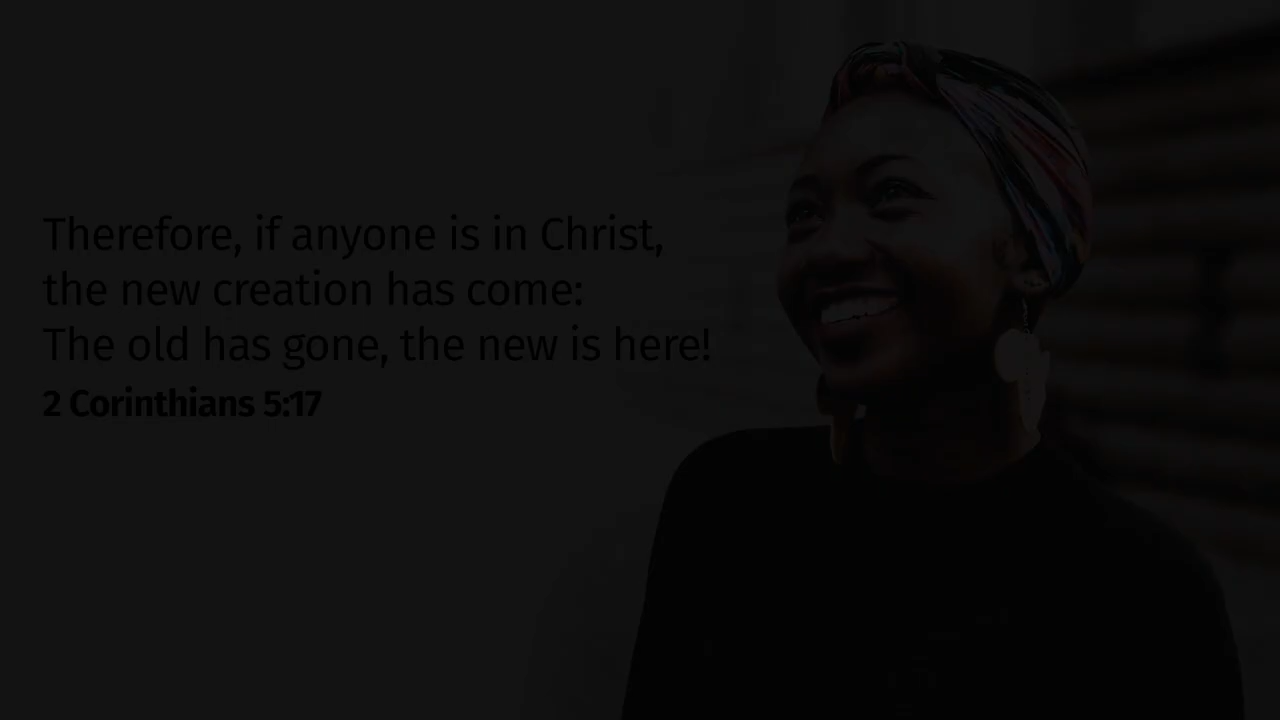 Therefore, if anyone is in Christ,
the new creation has come:
The old has gone, the new is here!
2 Corinthians 5:17